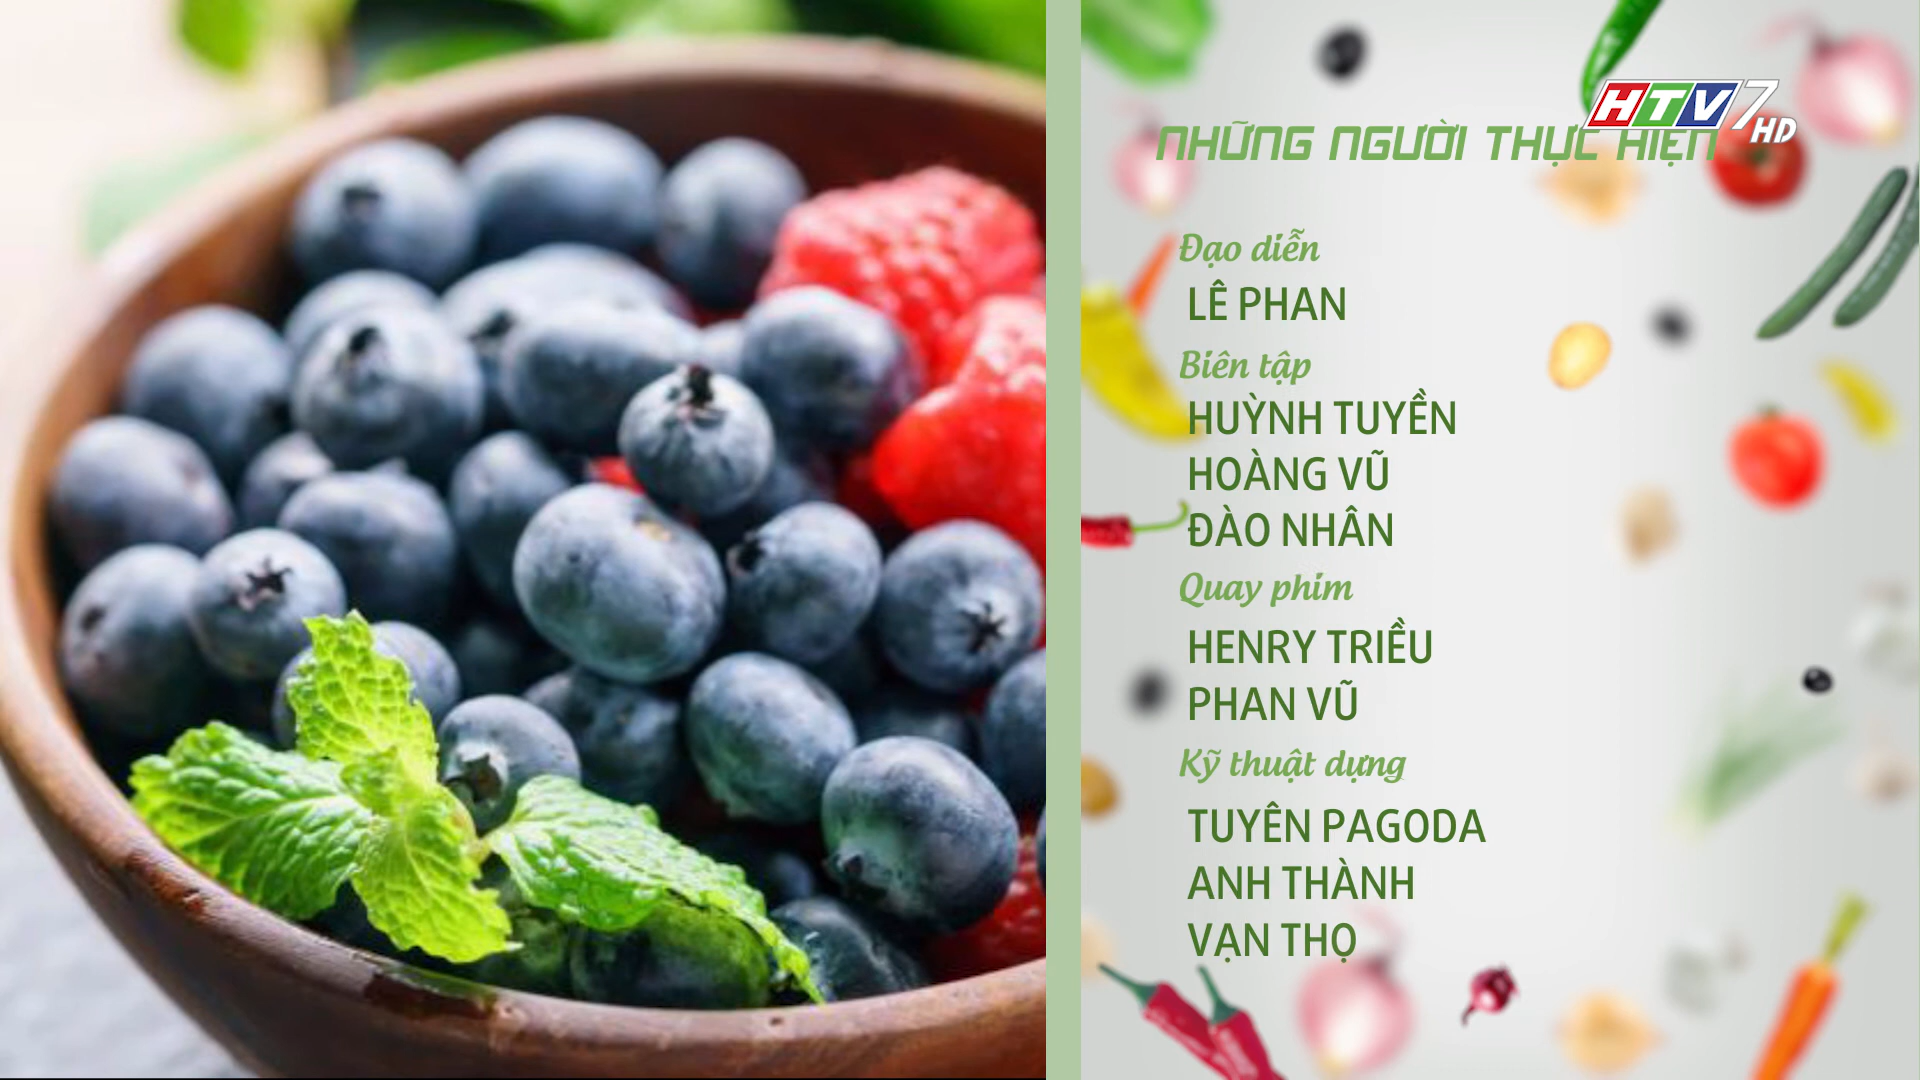 HTV7
HD
NHỮNG NGƯỜI THỰC HIỆN
Đạo diễn
LÊ PHAN
Biên tập
HUỲNH TUYỀN
HOÀNG VŨ
ĐÀO NHÂN
Quay phim
HENRY TRIỀU
PHAN VŨ
Kỹ thuật dựng
TUYÊN PAGODA
ANH THÀNH
VẠN THỌ